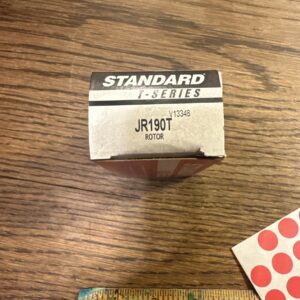 STANDARD
T-SERIES
V13348
JR190T
ROTOR